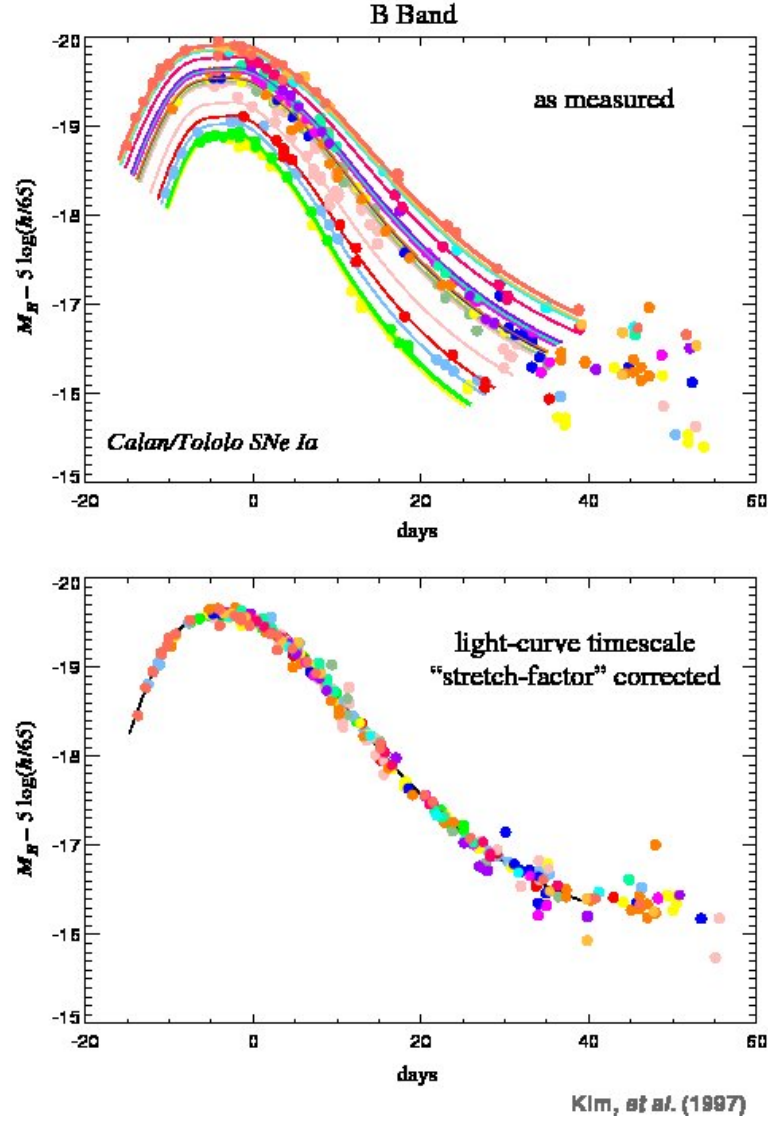 B Band
-20
as measured
-19
-18
M_B – 5 log(h/65)
-17
-16
Calan/Tololo SNe Ia
-15
-20 0 20 40 60
days
-20
light-curve timescale
-19
“stretch-factor” corrected
-18
M_B – 5 log(h/65)
-17
-16
-15
-20 0 20 40 60
days
Kim, et al. (1997)